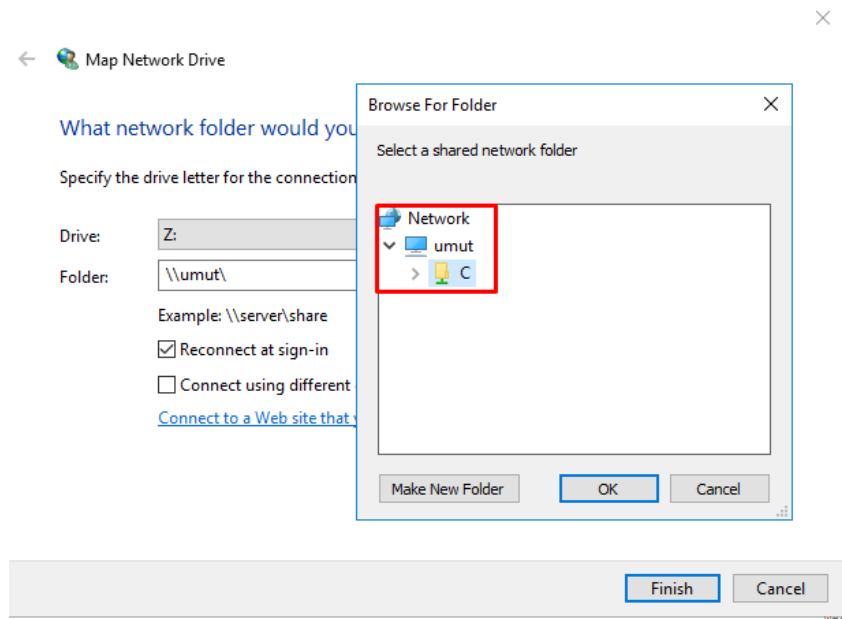 Map Network Drive
What network folder would you
Specify the drive letter for the connection
Drive:
Z:
Folder:
\\umut\
Example: \\server\share
Reconnect at sign-in
Connect using different
Connect to a Web site that
Browse For Folder
Select a shared network folder
Network
umut
C
Make New Folder
OK
Cancel
Finish
Cancel